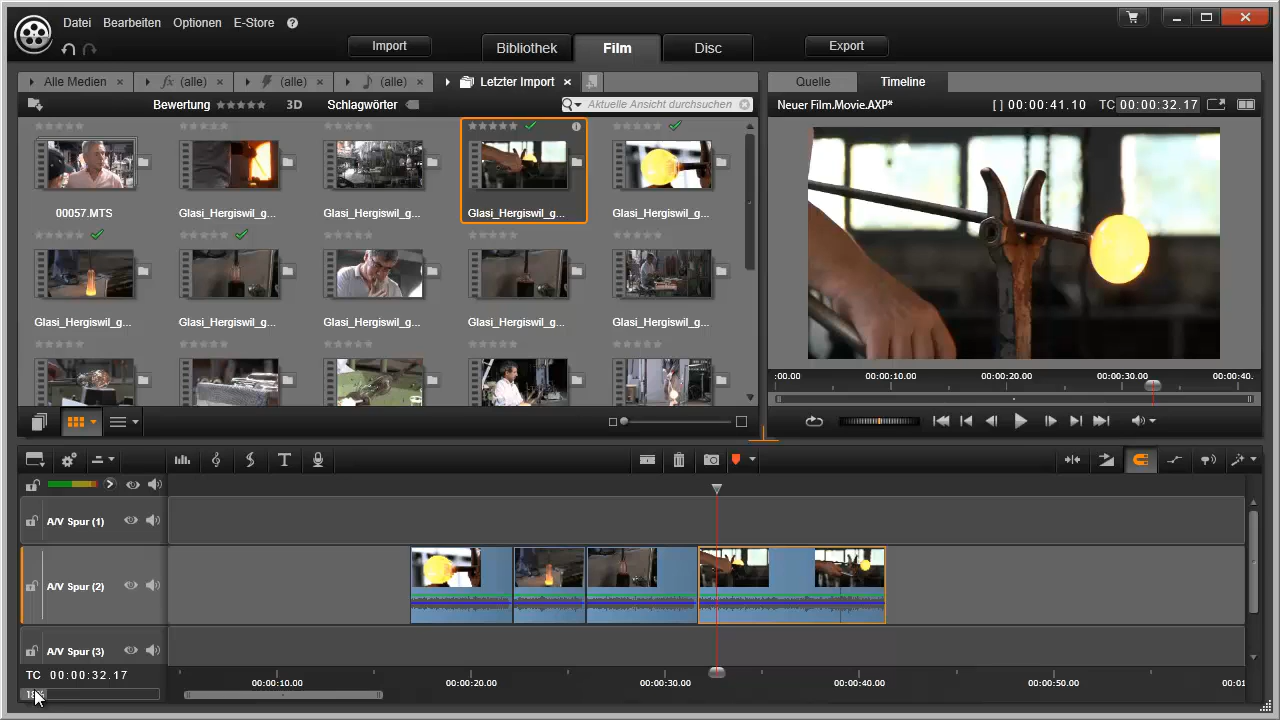 Datei Bearbeiten Optionen E-Store ?
Import Bibliothek Film Disc Export
Alle Medien × fx (alle) × (alle) × (alle) × Letzter Import ×
Bewertung 3D Schlagwörter Aktuelle Ansicht durchsuchen
00057.MTS Glasi_Hergiswil_g... Glasi_Hergiswil_g... Glasi_Hergiswil_g... Glasi_Hergiswil_g...
Glasi_Hergiswil_g... Glasi_Hergiswil_g... Glasi_Hergiswil_g... Glasi_Hergiswil_g... Glasi_Hergiswil_g...
Quelle Timeline
Neuer Film.Movie.AXP* [ ] 00:00:41.10 TC 00:00:32.17
:00.00 00:00:10.00 00:00:20.00 00:00:30.00 00:00:40.
A/V Spur (1)
A/V Spur (2)
A/V Spur (3)
TC 00:00:32.17
00:00:10.00 00:00:20.00 00:00:30.00 00:00:40.00 00:00:50.00 00:01